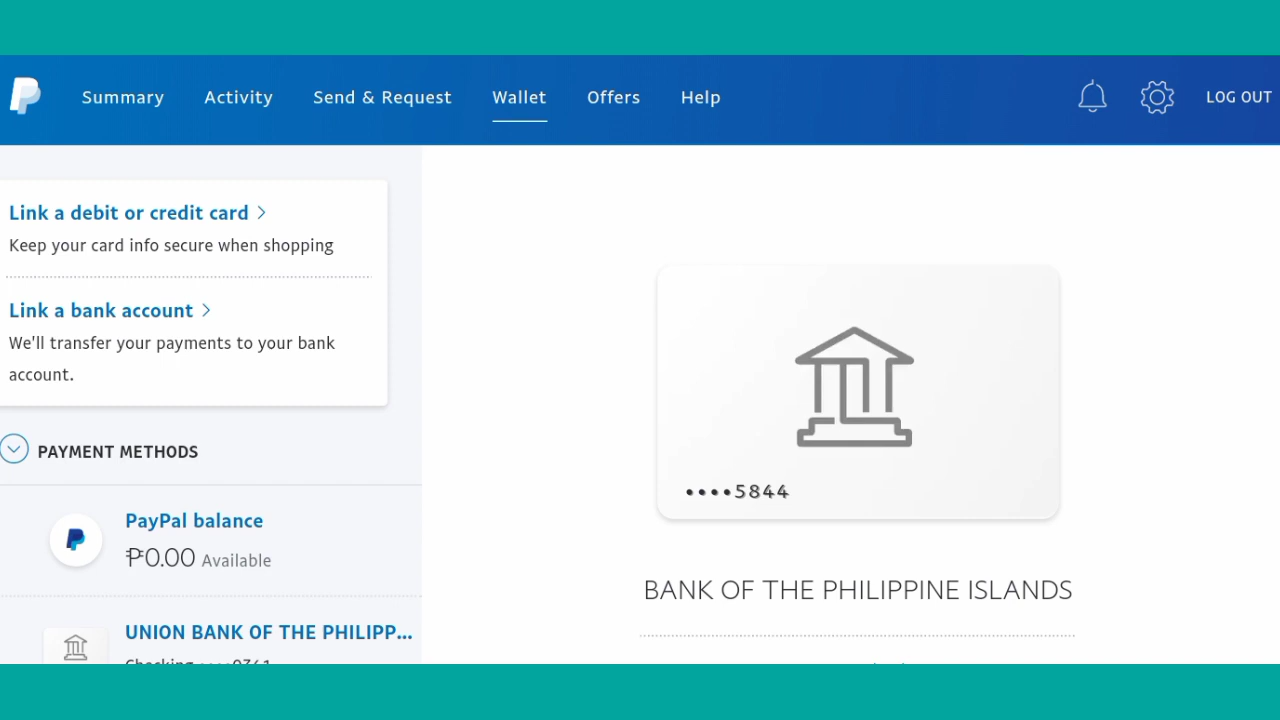 Summary Activity Send & Request Wallet Offers Help LOG OUT
Link a debit or credit card
Keep your card info secure when shopping
Link a bank account
We'll transfer your payments to your bank
account.
PAYMENT METHODS
PayPal balance
₱0.00 Available
UNION BANK OF THE PHILIPP...
••••5844
BANK OF THE PHILIPPINE ISLANDS